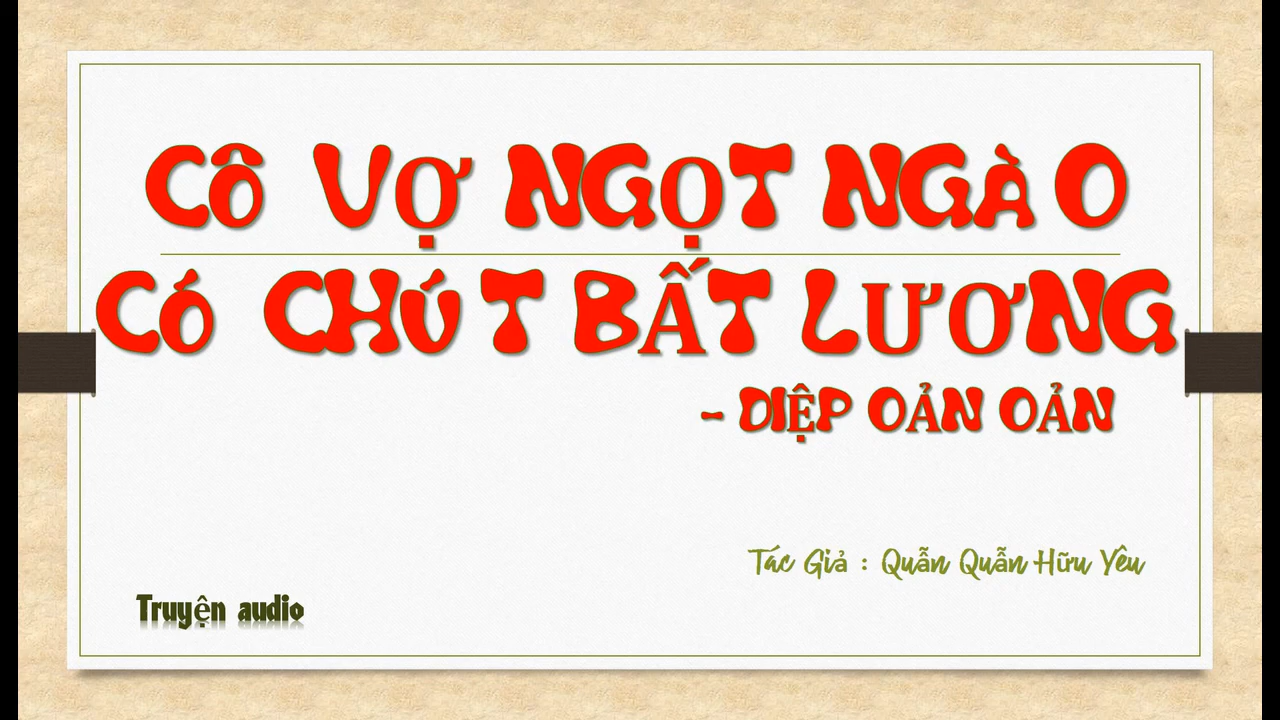 CÔ VỢ NGỌT NGÀO
CÓ CHÚT BẤT LƯƠNG
- DIỆP OẢN OẢN
Tác Giả : Quẫn Quẫn Hữu Yêu
Truyện audio